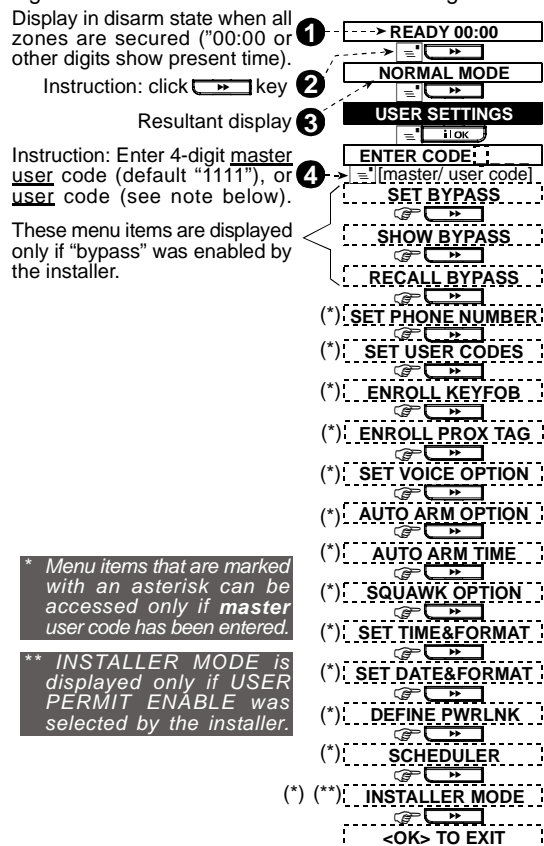 Display in disarm state when all
zones are secured ("00:00 or
other digits show present time).
1
READY 00:00
Instruction: click key
2
NORMAL MODE
Resultant display
3
USER SETTINGS
i I OK
Instruction: Enter 4-digit master
user code (default "1111"), or
user code (see note below).
ENTER CODE:
4
[master/ user code]
These menu items are displayed
only if "bypass" was enabled by
the installer.
SET BYPASS
SHOW BYPASS
RECALL BYPASS
(*) SET PHONE NUMBER
(*) SET USER CODES
(*) ENROLL KEYFOB
(*) ENROLL PROX TAG
(*) SET VOICE OPTION
(*) AUTO ARM OPTION
(*) AUTO ARM TIME
(*) SQUAWK OPTION
(*) SET TIME&FORMAT
(*) SET DATE&FORMAT
(*) DEFINE PWRLNK
(*) SCHEDULER
(*) (**) INSTALLER MODE
<OK> TO EXIT
* Menu items that are marked
with an asterisk can be
accessed only if master
user code has been entered.
** INSTALLER MODE is
displayed only if USER
PERMIT ENABLE was
selected by the installer.